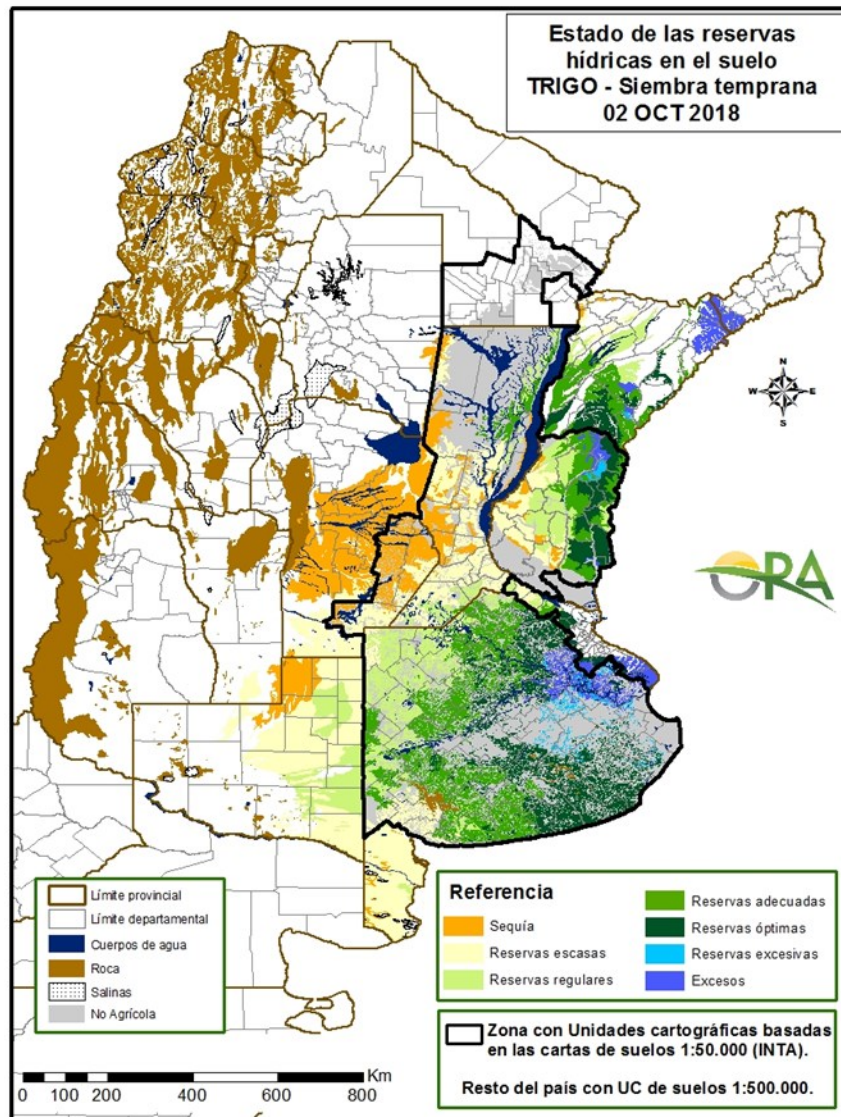 Estado de las reservas
hídricas en el suelo
TRIGO - Siembra temprana
02 OCT 2018
N
W E
S
ORA
Límite provincial
Límite departamental
Cuerpos de agua
Roca
Salinas
No Agrícola
Referencia
Sequía
Reservas escasas
Reservas regulares
Reservas adecuadas
Reservas óptimas
Reservas excesivas
Excesos
Zona con Unidades cartográficas basadas
en las cartas de suelos 1:50.000 (INTA).
Resto del país con UC de suelos 1:500.000.
Km
0 100 200 400 600 800